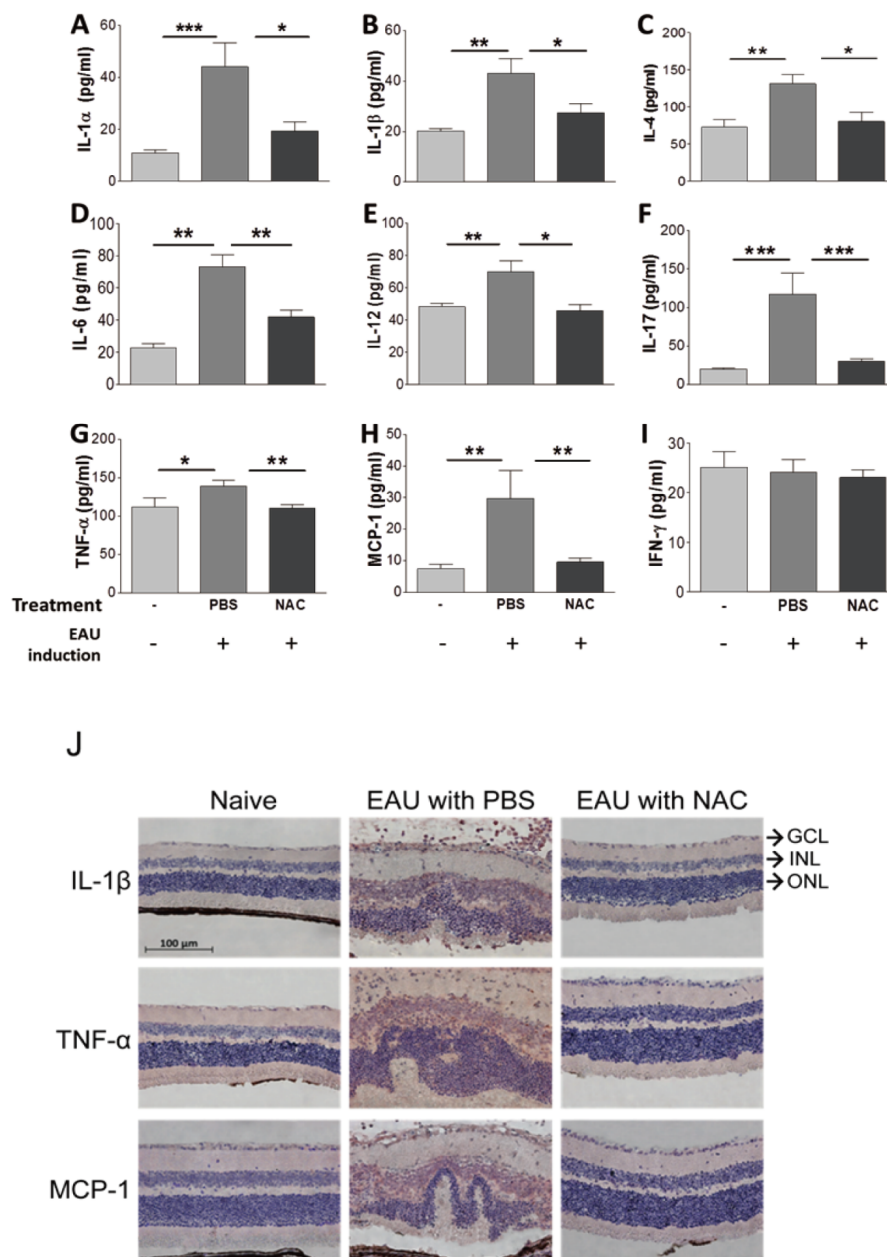 A
IL-1α (pg/ml)
60
40
20
0
*** *
B
IL-1β (pg/ml)
60
40
20
0
** *
C
IL-4 (pg/ml)
200
150
100
50
** *
D
IL-6 (pg/ml)
100
80
60
40
20
0
** **
E
IL-12 (pg/ml)
100
80
60
40
20
0
** *
F
IL-17 (pg/ml)
200
150
100
50
0
*** ***
G
TNF-α (pg/ml)
200
150
100
50
0
* **
H
MCP-1 (pg/ml)
50
40
30
20
10
0
** **
I
IFN-γ (pg/ml)
30
20
10
0
Treatment - PBS NAC - PBS NAC - PBS NAC
EAU
induction - + + - + + - + +
J
Naive EAU with PBS EAU with NAC
IL-1β
→ GCL
→ INL
→ ONL
100 µm
TNF-α
MCP-1